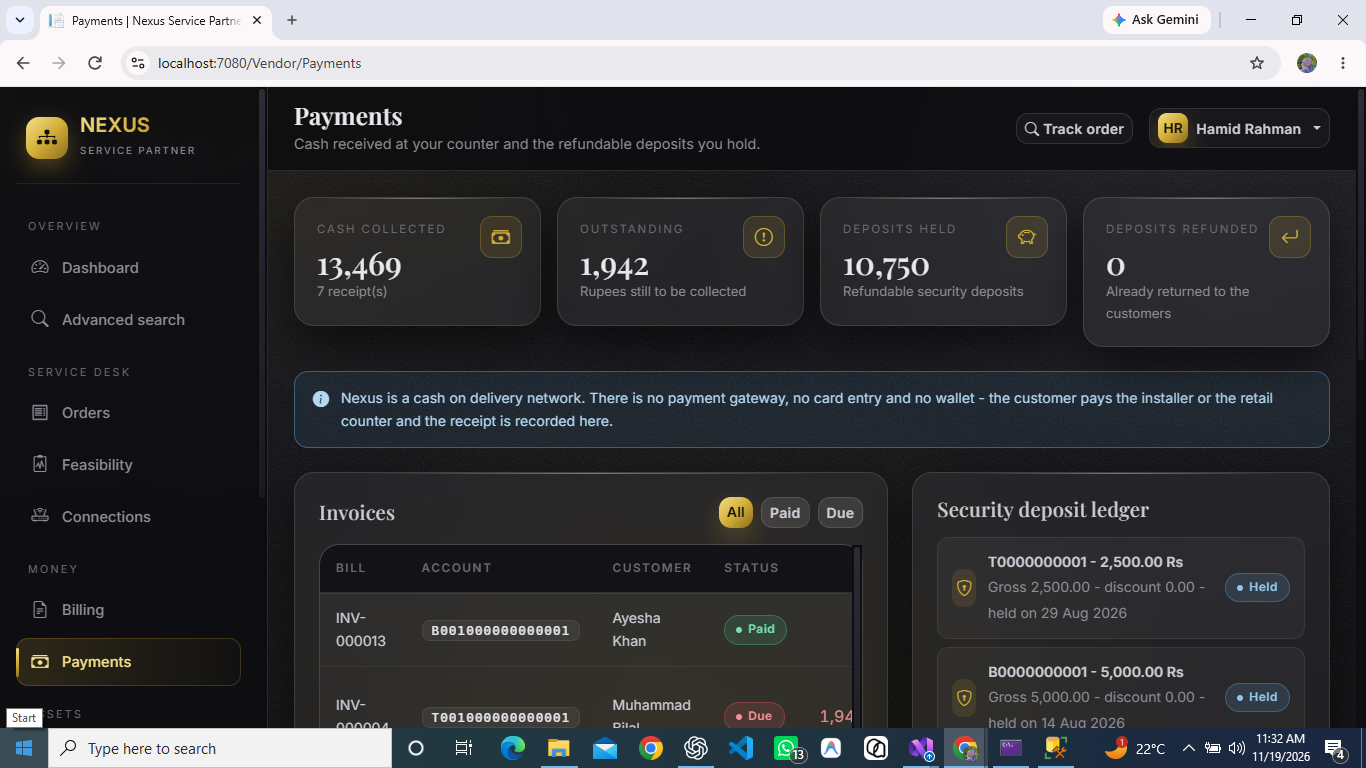 Payments | Nexus Service Partne
Ask Gemini
localhost:7080/Vendor/Payments
NEXUS
SERVICE PARTNER
OVERVIEW
Dashboard
Advanced search
SERVICE DESK
Orders
Feasibility
Connections
MONEY
Billing
Payments
SSETS
Start
Payments
Cash received at your counter and the refundable deposits you hold.
Track order
HR Hamid Rahman
CASH COLLECTED
13,469
7 receipt(s)
OUTSTANDING
1,942
Rupees still to be collected
DEPOSITS HELD
10,750
Refundable security deposits
DEPOSITS REFUNDED
0
Already returned to the
customers
Nexus is a cash on delivery network. There is no payment gateway, no card entry and no wallet - the customer pays the installer or the retail
counter and the receipt is recorded here.
Invoices
All Paid Due
BILL ACCOUNT CUSTOMER STATUS
INV-
000013
B001000000000001
Ayesha
Khan
Paid
INV-
000004
T001000000000001
Muhammad
Bilal
Due
1,94
Security deposit ledger
T0000000001 - 2,500.00 Rs
Gross 2,500.00 - discount 0.00 -
held on 29 Aug 2026
Held
B0000000001 - 5,000.00 Rs
Gross 5,000.00 - discount 0.00 -
held on 14 Aug 2026
Held
Type here to search
13
1
22°C
11:32 AM
11/19/2026
4